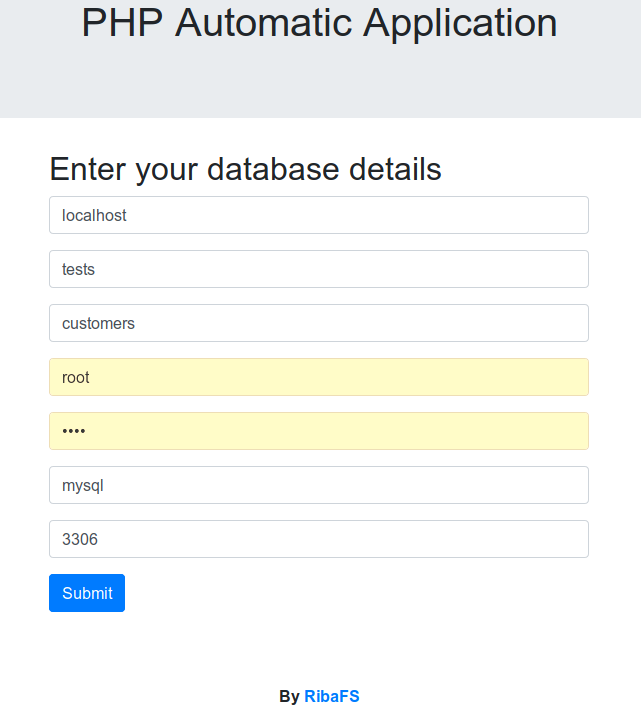 PHP Automatic Application
Enter your database details
localhost
tests
customers
root
••••
mysql
3306
Submit
By RibaFS